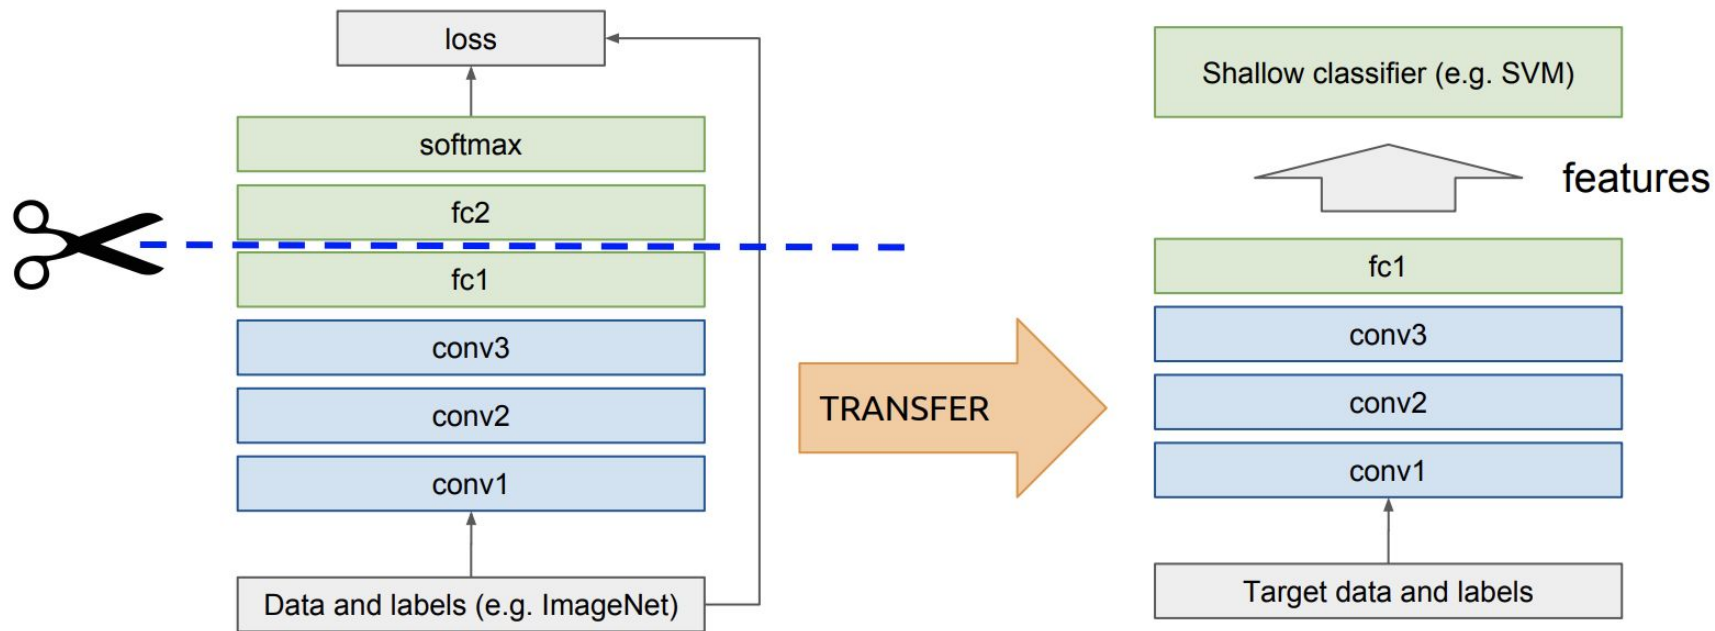 loss
softmax
fc2
fc1
conv3
conv2
conv1
Data and labels (e.g. ImageNet)
TRANSFER
Shallow classifier (e.g. SVM)
features
fc1
conv3
conv2
conv1
Target data and labels